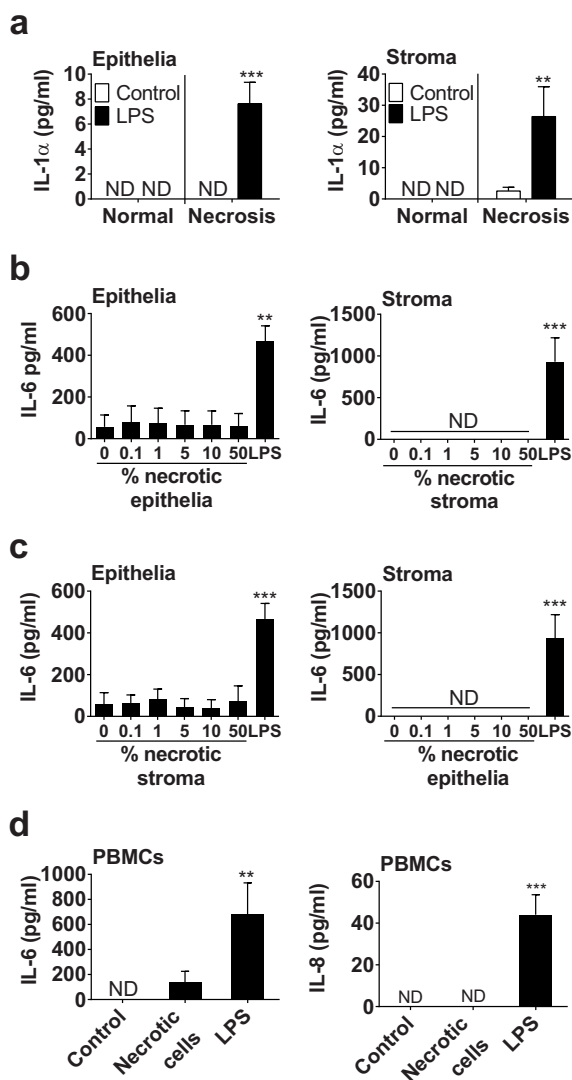 a
Epithelia
IL-1α (pg/ml)
8
6
4
2
0
Control
LPS
***
ND ND
ND
Normal Necrosis
Stroma
IL-1α (pg/ml)
40
30
20
10
0
Control
LPS
**
ND ND
Normal Necrosis
b
Epithelia
IL-6 pg/ml
600
400
200
0
**
0 0.1 1 5 10 50 LPS
% necrotic
epithelia
Stroma
IL-6 (pg/ml)
1500
1000
500
0
***
ND
0 0.1 1 5 10 50 LPS
% necrotic
stroma
c
Epithelia
IL-6 (pg/ml)
600
400
200
0
***
0 0.1 1 5 10 50 LPS
% necrotic
stroma
Stroma
IL-6 (pg/ml)
1500
1000
500
0
***
ND
0 0.1 1 5 10 50 LPS
% necrotic
epithelia
d
PBMCs
IL-6 (pg/ml)
1000
800
600
400
200
0
**
ND
Control
Necrotic
cells
LPS
PBMCs
IL-8 (pg/ml)
60
40
20
0
***
ND
ND
Control
Necrotic
cells
LPS